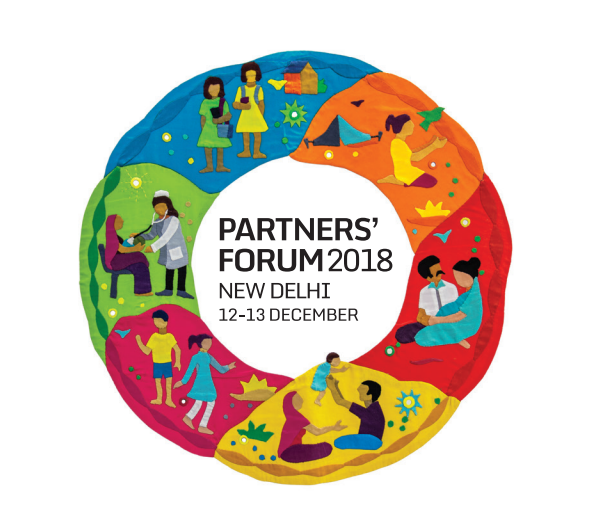 PARTNERS’
FORUM 2018
NEW DELHI
12-13 DECEMBER